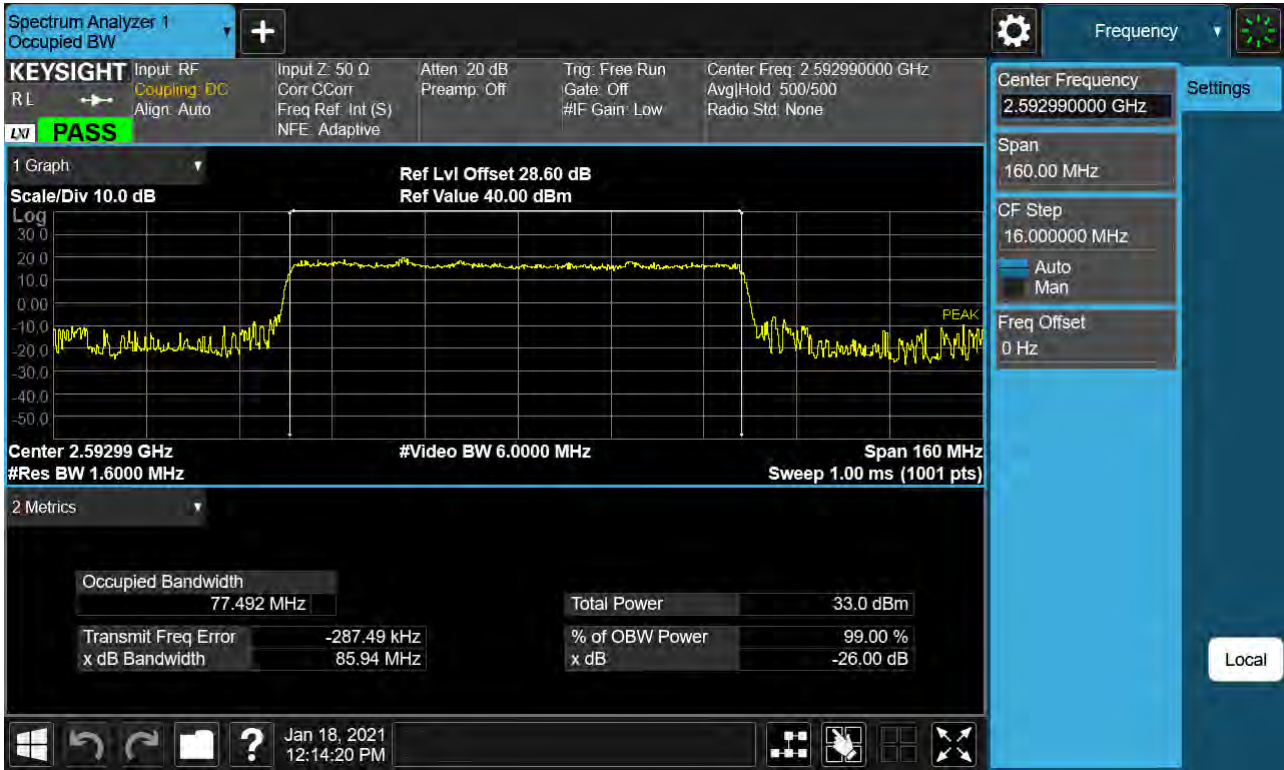 Spectrum Analyzer 1
Occupied BW
Frequency
KEYSIGHT
RL
LXI PASS
Input: RF
Coupling: DC
Align: Auto
Input Z: 50 Ω
Corr CCorr
Freq Ref: Int (S)
NFE: Adaptive
Atten: 20 dB
Preamp: Off
Trig: Free Run
Gate: Off
#IF Gain: Low
Center Freq: 2.592990000 GHz
Avg|Hold: 500/500
Radio Std: None
Center Frequency
2.592990000 GHz
Settings
Span
160.00 MHz
CF Step
16.000000 MHz
Auto
Man
Freq Offset
0 Hz
Local
1 Graph
Scale/Div 10.0 dB
Ref Lvl Offset 28.60 dB
Ref Value 40.00 dBm
Log
30.0
20.0
10.0
0.00
-10.0
-20.0
-30.0
-40.0
-50.0
PEAK
Center 2.59299 GHz
#Video BW 6.0000 MHz
Span 160 MHz
#Res BW 1.6000 MHz
Sweep 1.00 ms (1001 pts)
2 Metrics
Occupied Bandwidth
77.492 MHz
Total Power 33.0 dBm
Transmit Freq Error -287.49 kHz
% of OBW Power 99.00 %
x dB Bandwidth 85.94 MHz
x dB -26.00 dB
?
Jan 18, 2021
12:14:20 PM